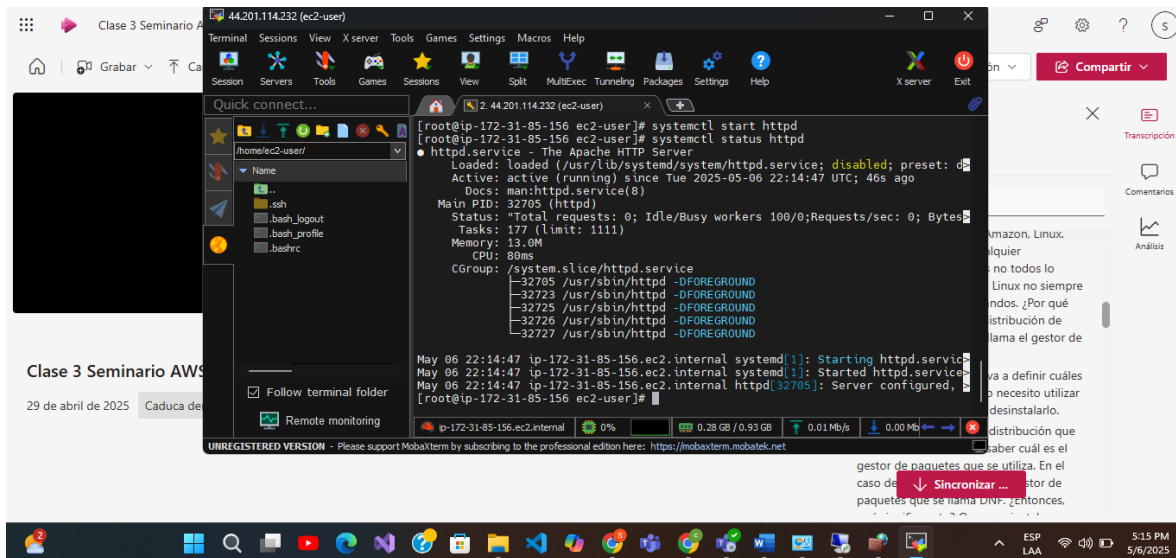 Clase 3 Seminario A
Grabar
Ca
ón
Compartir
44.201.114.232 (ec2-user)
Terminal Sessions View X server Tools Games Settings Macros Help
Session Servers Tools Games Sessions View Split MultiExec Tunneling Packages Settings Help X server Exit
Quick connect...
2. 44.201.114.232 (ec2-user)
/home/ec2-user/
Name
..
.ssh
.bash_logout
.bash_profile
.bashrc
Follow terminal folder
Remote monitoring
[root@ip-172-31-85-156 ec2-user]# systemctl start httpd
[root@ip-172-31-85-156 ec2-user]# systemctl status httpd
● httpd.service - The Apache HTTP Server
Loaded: loaded (/usr/lib/systemd/system/httpd.service; disabled; preset: d>
Active: active (running) since Tue 2025-05-06 22:14:47 UTC; 46s ago
Docs: man:httpd.service(8)
Main PID: 32705 (httpd)
Status: "Total requests: 0; Idle/Busy workers 100/0;Requests/sec: 0; Bytes>
Tasks: 177 (limit: 1111)
Memory: 13.0M
CPU: 80ms
CGroup: /system.slice/httpd.service
├─32705 /usr/sbin/httpd -DFOREGROUND
├─32723 /usr/sbin/httpd -DFOREGROUND
├─32725 /usr/sbin/httpd -DFOREGROUND
├─32726 /usr/sbin/httpd -DFOREGROUND
└─32727 /usr/sbin/httpd -DFOREGROUND
May 06 22:14:47 ip-172-31-85-156.ec2.internal systemd[1]: Starting httpd.servic>
May 06 22:14:47 ip-172-31-85-156.ec2.internal systemd[1]: Started httpd.service>
May 06 22:14:47 ip-172-31-85-156.ec2.internal httpd[32705]: Server configured, >
[root@ip-172-31-85-156 ec2-user]#
ip-172-31-85-156.ec2.internal 0% 0.28 GB / 0.93 GB 0.01 Mb/s 0.00 Mb
UNREGISTERED VERSION - Please support MobaXterm by subscribing to the professional edition here: https://mobaxterm.mobatek.net
Clase 3 Seminario AWS
29 de abril de 2025 Caduca de
Transcripción
Comentarios
Análisis
Amazon, Linux.
alquier
no todos lo
Linux no siempre
ndos. ¿Por qué
istribución de
llama el gestor de
va a definir cuáles
o necesito utilizar
desinstalarlo.
distribución que
saber cuál es el
gestor de paquetes que se utiliza. En el
caso de
stor de
paquetes que se llama DNF. ¿Entonces,
Sincronizar ...
2
ESP
LAA
5:15 PM
5/6/2025